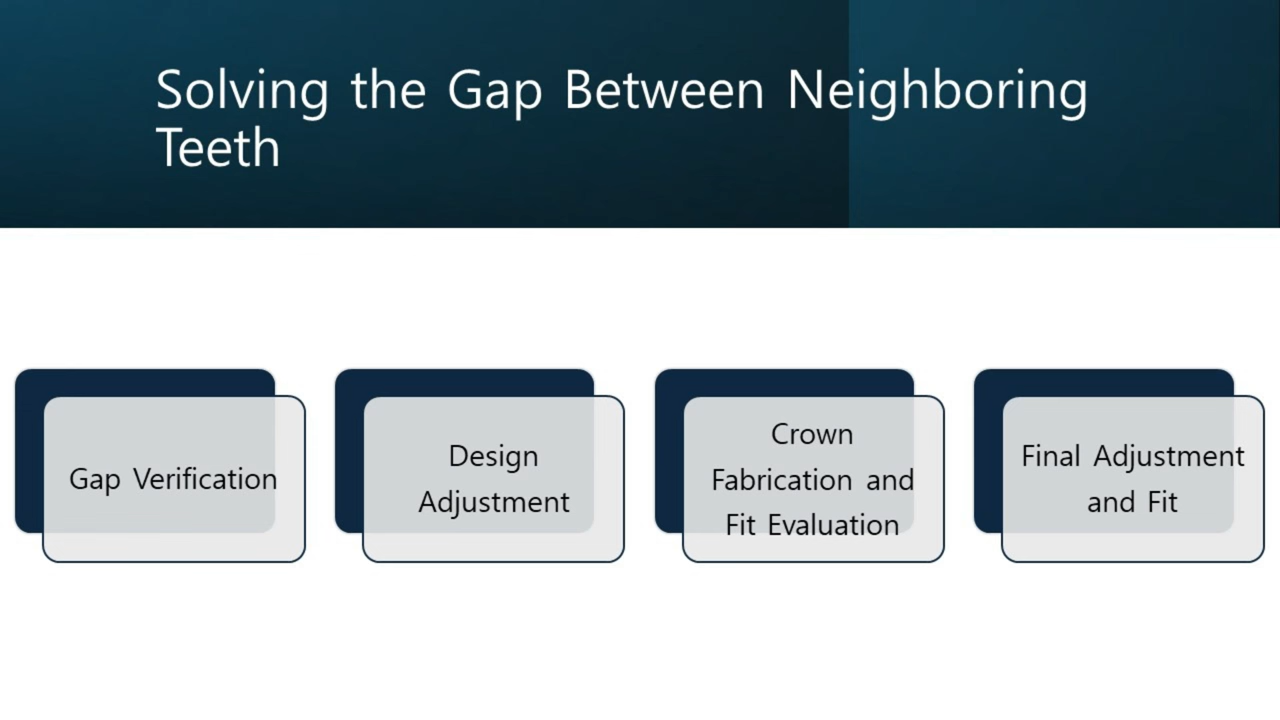 Solving the Gap Between Neighboring
Teeth
Gap Verification
Design
Adjustment
Crown
Fabrication and
Fit Evaluation
Final Adjustment
and Fit